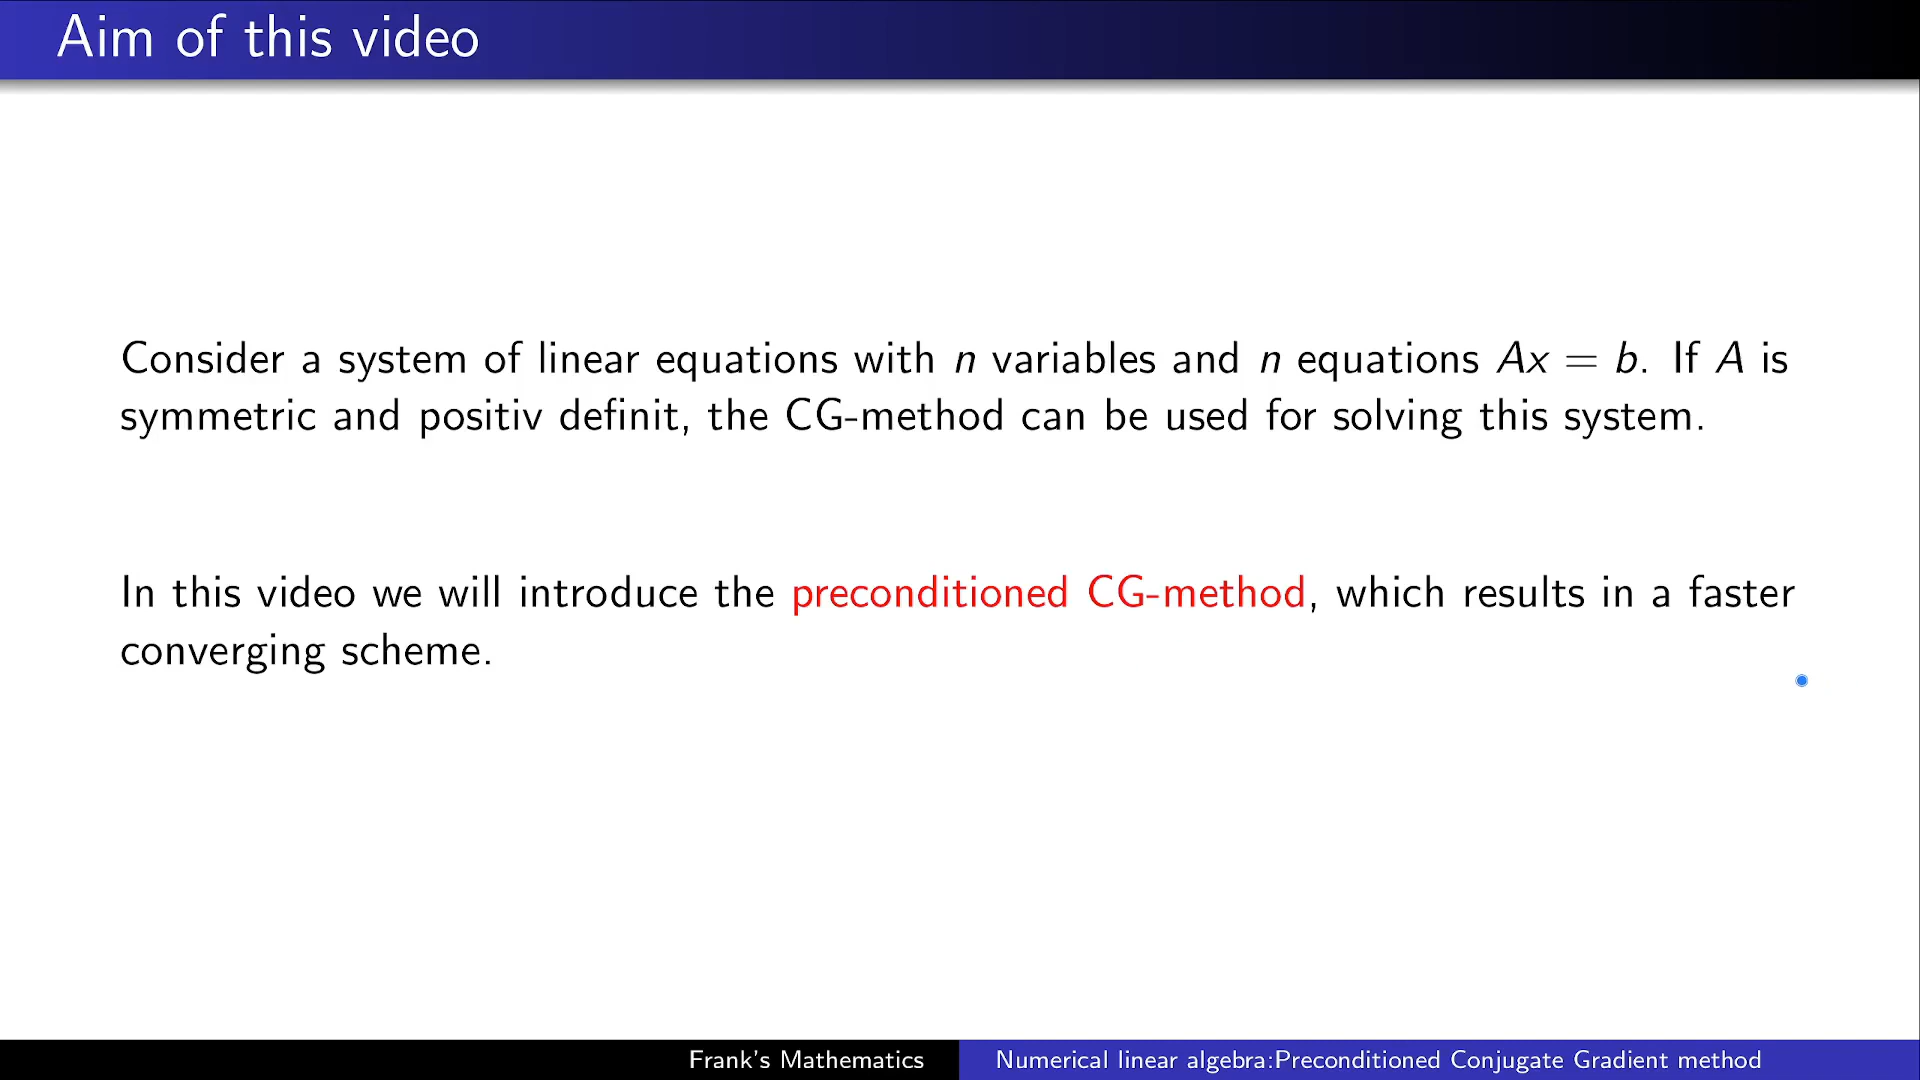 Aim of this video
Consider a system of linear equations with n variables and n equations Ax = b. If A is
symmetric and positiv definit, the CG-method can be used for solving this system.
In this video we will introduce the preconditioned CG-method, which results in a faster
converging scheme.
Frank's Mathematics
Numerical linear algebra:Preconditioned Conjugate Gradient method